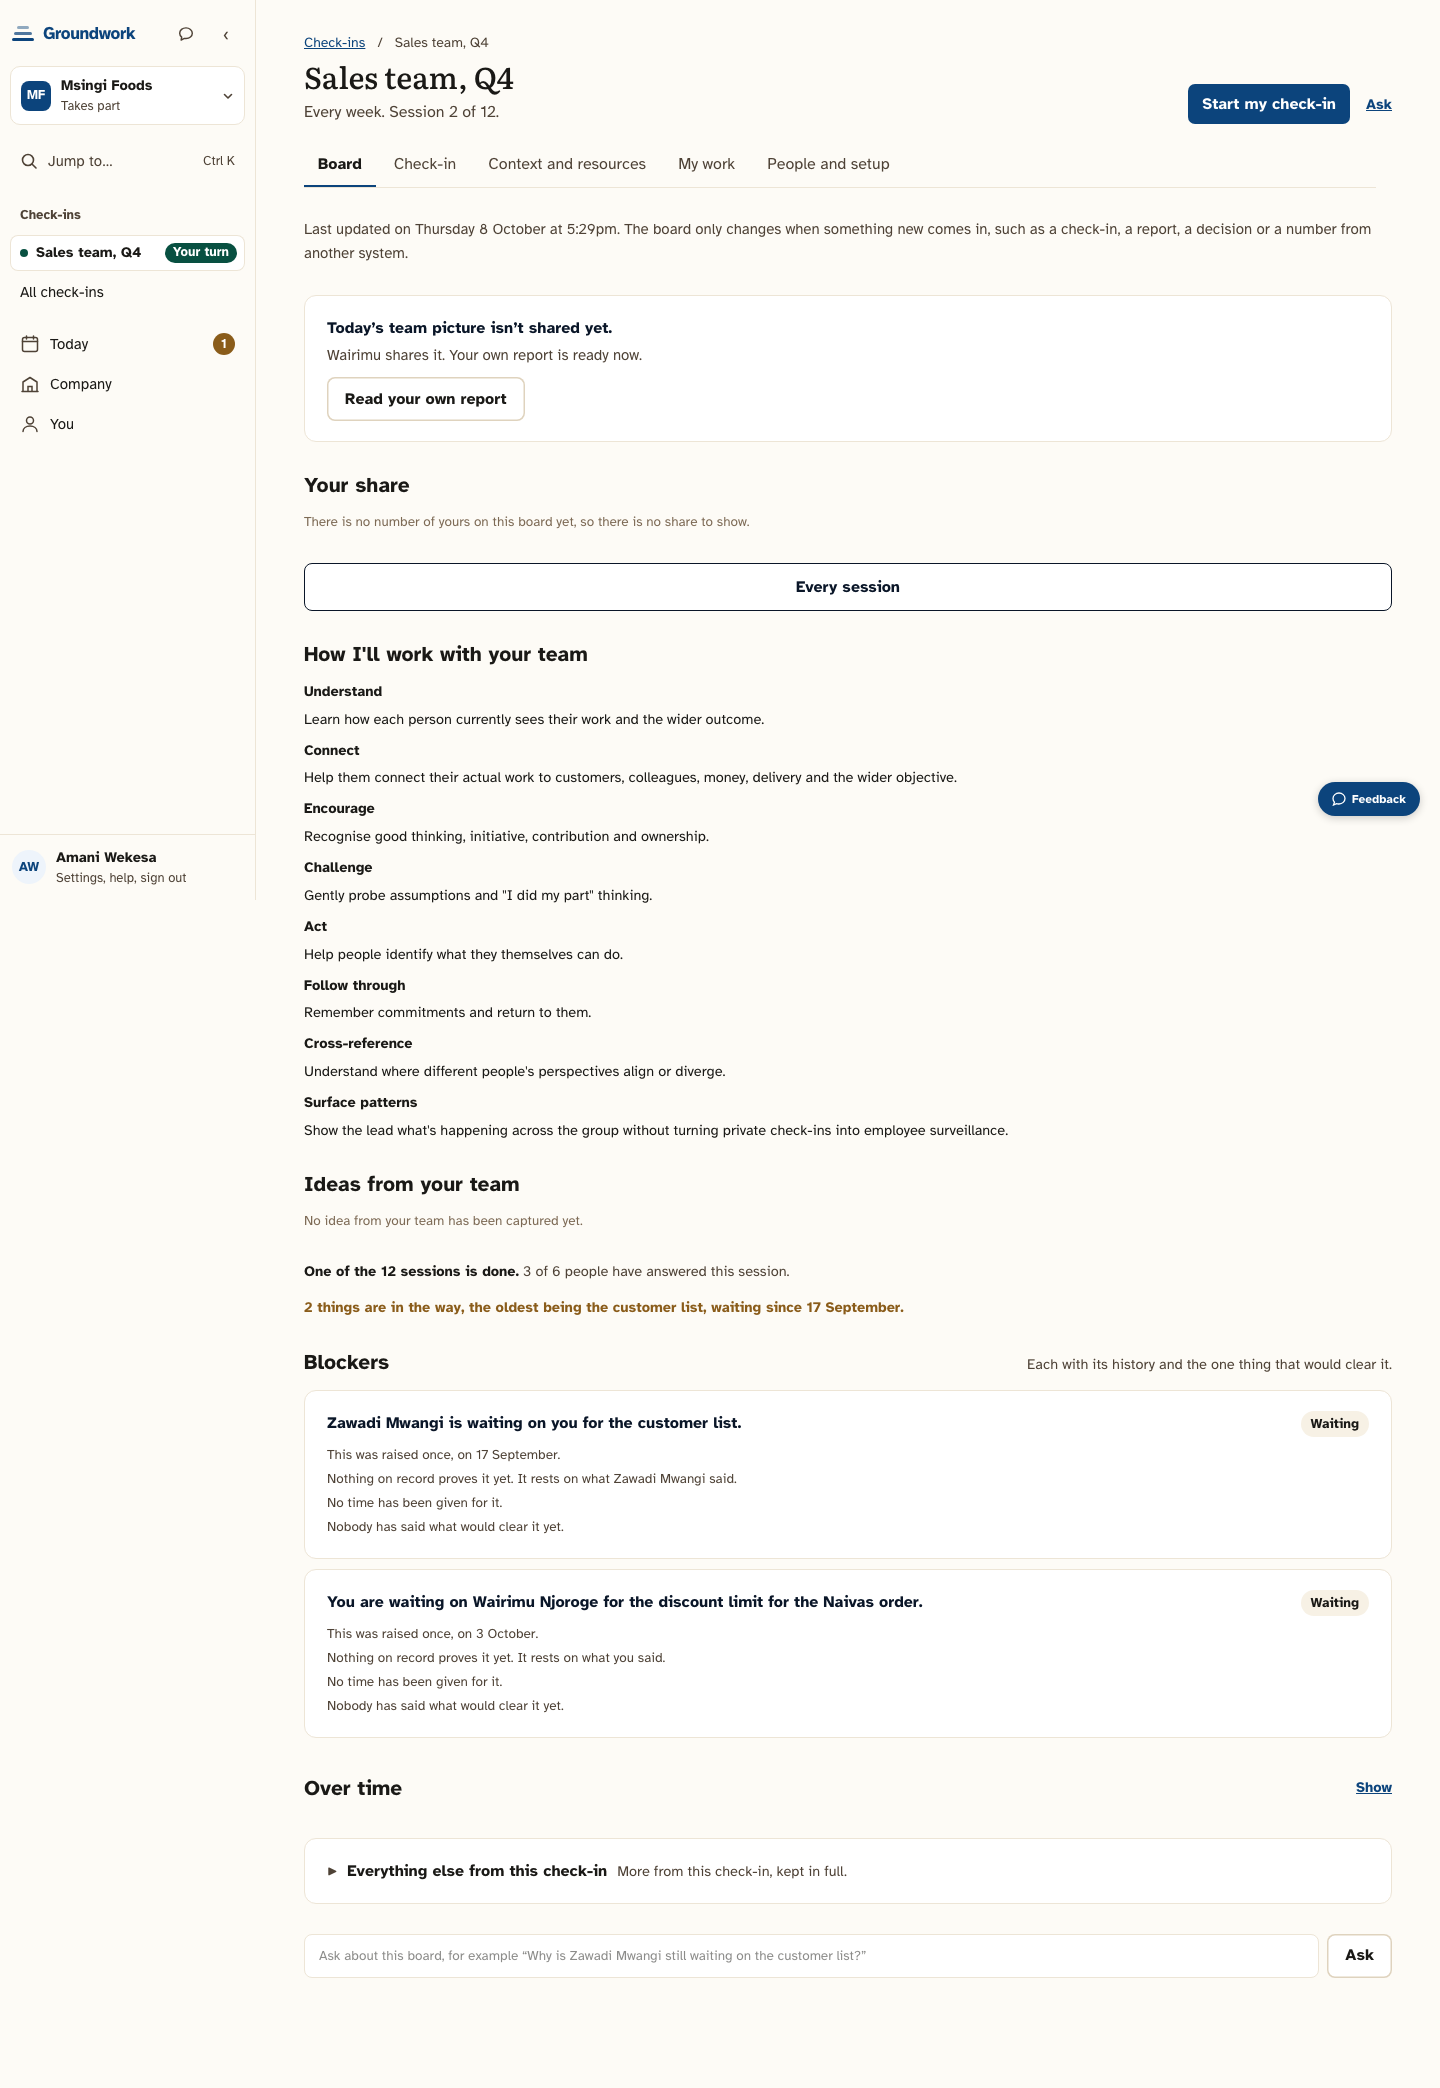 Groundwork
MF
Msingi Foods
Takes part
Jump to...
Ctrl K
Check-ins
Sales team, Q4
Your turn
All check-ins
Today
1
Company
You
AW
Amani Wekesa
Settings, help, sign out
Check-ins / Sales team, Q4
Sales team, Q4
Every week. Session 2 of 12.
Start my check-in
Ask
Board
Check-in
Context and resources
My work
People and setup
Last updated on Thursday 8 October at 5:29pm. The board only changes when something new comes in, such as a check-in, a report, a decision or a number from
another system.
Today’s team picture isn’t shared yet.
Wairimu shares it. Your own report is ready now.
Read your own report
Your share
There is no number of yours on this board yet, so there is no share to show.
Every session
How I'll work with your team
Understand
Learn how each person currently sees their work and the wider outcome.
Connect
Help them connect their actual work to customers, colleagues, money, delivery and the wider objective.
Encourage
Recognise good thinking, initiative, contribution and ownership.
Challenge
Gently probe assumptions and "I did my part" thinking.
Act
Help people identify what they themselves can do.
Follow through
Remember commitments and return to them.
Cross-reference
Understand where different people's perspectives align or diverge.
Surface patterns
Show the lead what's happening across the group without turning private check-ins into employee surveillance.
Feedback
Ideas from your team
No idea from your team has been captured yet.
One of the 12 sessions is done. 3 of 6 people have answered this session.
2 things are in the way, the oldest being the customer list, waiting since 17 September.
Blockers
Each with its history and the one thing that would clear it.
Zawadi Mwangi is waiting on you for the customer list.
Waiting
This was raised once, on 17 September.
Nothing on record proves it yet. It rests on what Zawadi Mwangi said.
No time has been given for it.
Nobody has said what would clear it yet.
You are waiting on Wairimu Njoroge for the discount limit for the Naivas order.
Waiting
This was raised once, on 3 October.
Nothing on record proves it yet. It rests on what you said.
No time has been given for it.
Nobody has said what would clear it yet.
Over time
Show
Everything else from this check-in More from this check-in, kept in full.
Ask about this board, for example “Why is Zawadi Mwangi still waiting on the customer list?”
Ask